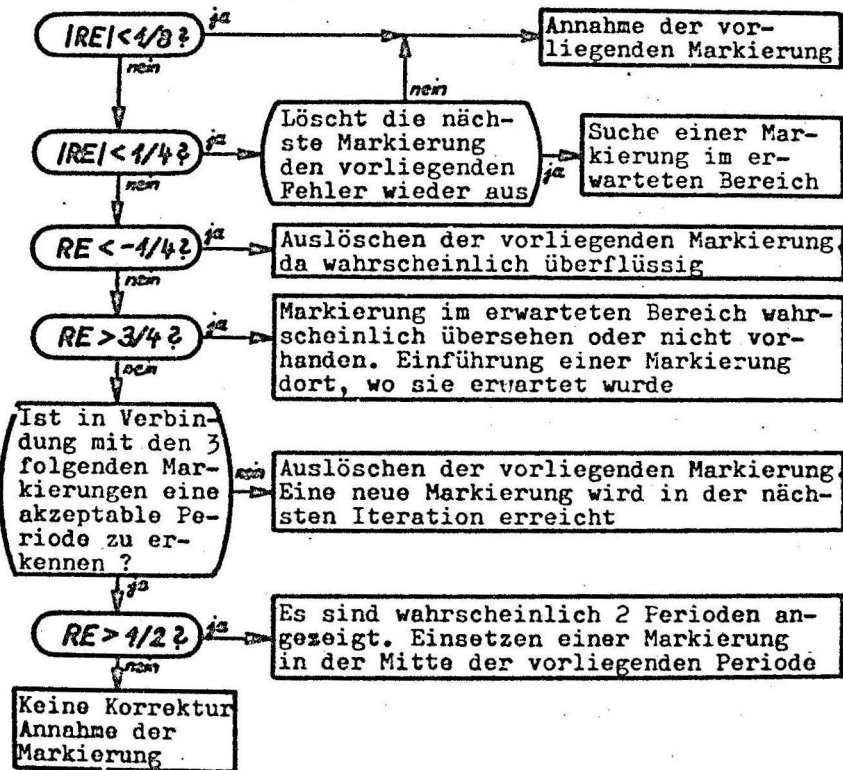 |RE|<1/8?
ja
nein
Annahme der vor-
liegenden Markierung
|RE|<1/4?
ja
nein
Löscht die näch-
ste Markierung
den vorliegenden
Fehler wieder aus
nein
ja
Suche einer Mar-
kierung im er-
warteten Bereich
RE<-1/4?
ja
nein
Auslöschen der vorliegenden Markierung,
da wahrscheinlich überflüssig
RE>3/4?
ja
nein
Markierung im erwarteten Bereich wahr-
scheinlich übersehen oder nicht vor-
handen. Einführung einer Markierung
dort, wo sie erwartet wurde
Ist in Verbin-
dung mit den 3
folgenden Mar-
kierungen eine
akzeptable Pe-
riode zu er-
kennen ?
nein
ja
Auslöschen der vorliegenden Markierung.
Eine neue Markierung wird in der näch-
sten Iteration erreicht
RE>1/2?
ja
nein
Es sind wahrscheinlich 2 Perioden an-
gezeigt. Einsetzen einer Markierung
in der Mitte der vorliegenden Periode
Keine Korrektur
Annahme der
Markierung